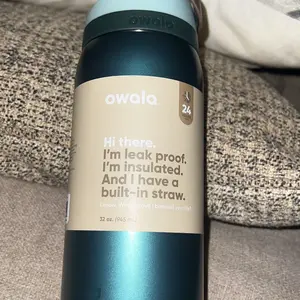 owala
owala
24
Hi there.
I'm leak proof.
I'm insulated.
And I have a
built-in straw.
32 oz.